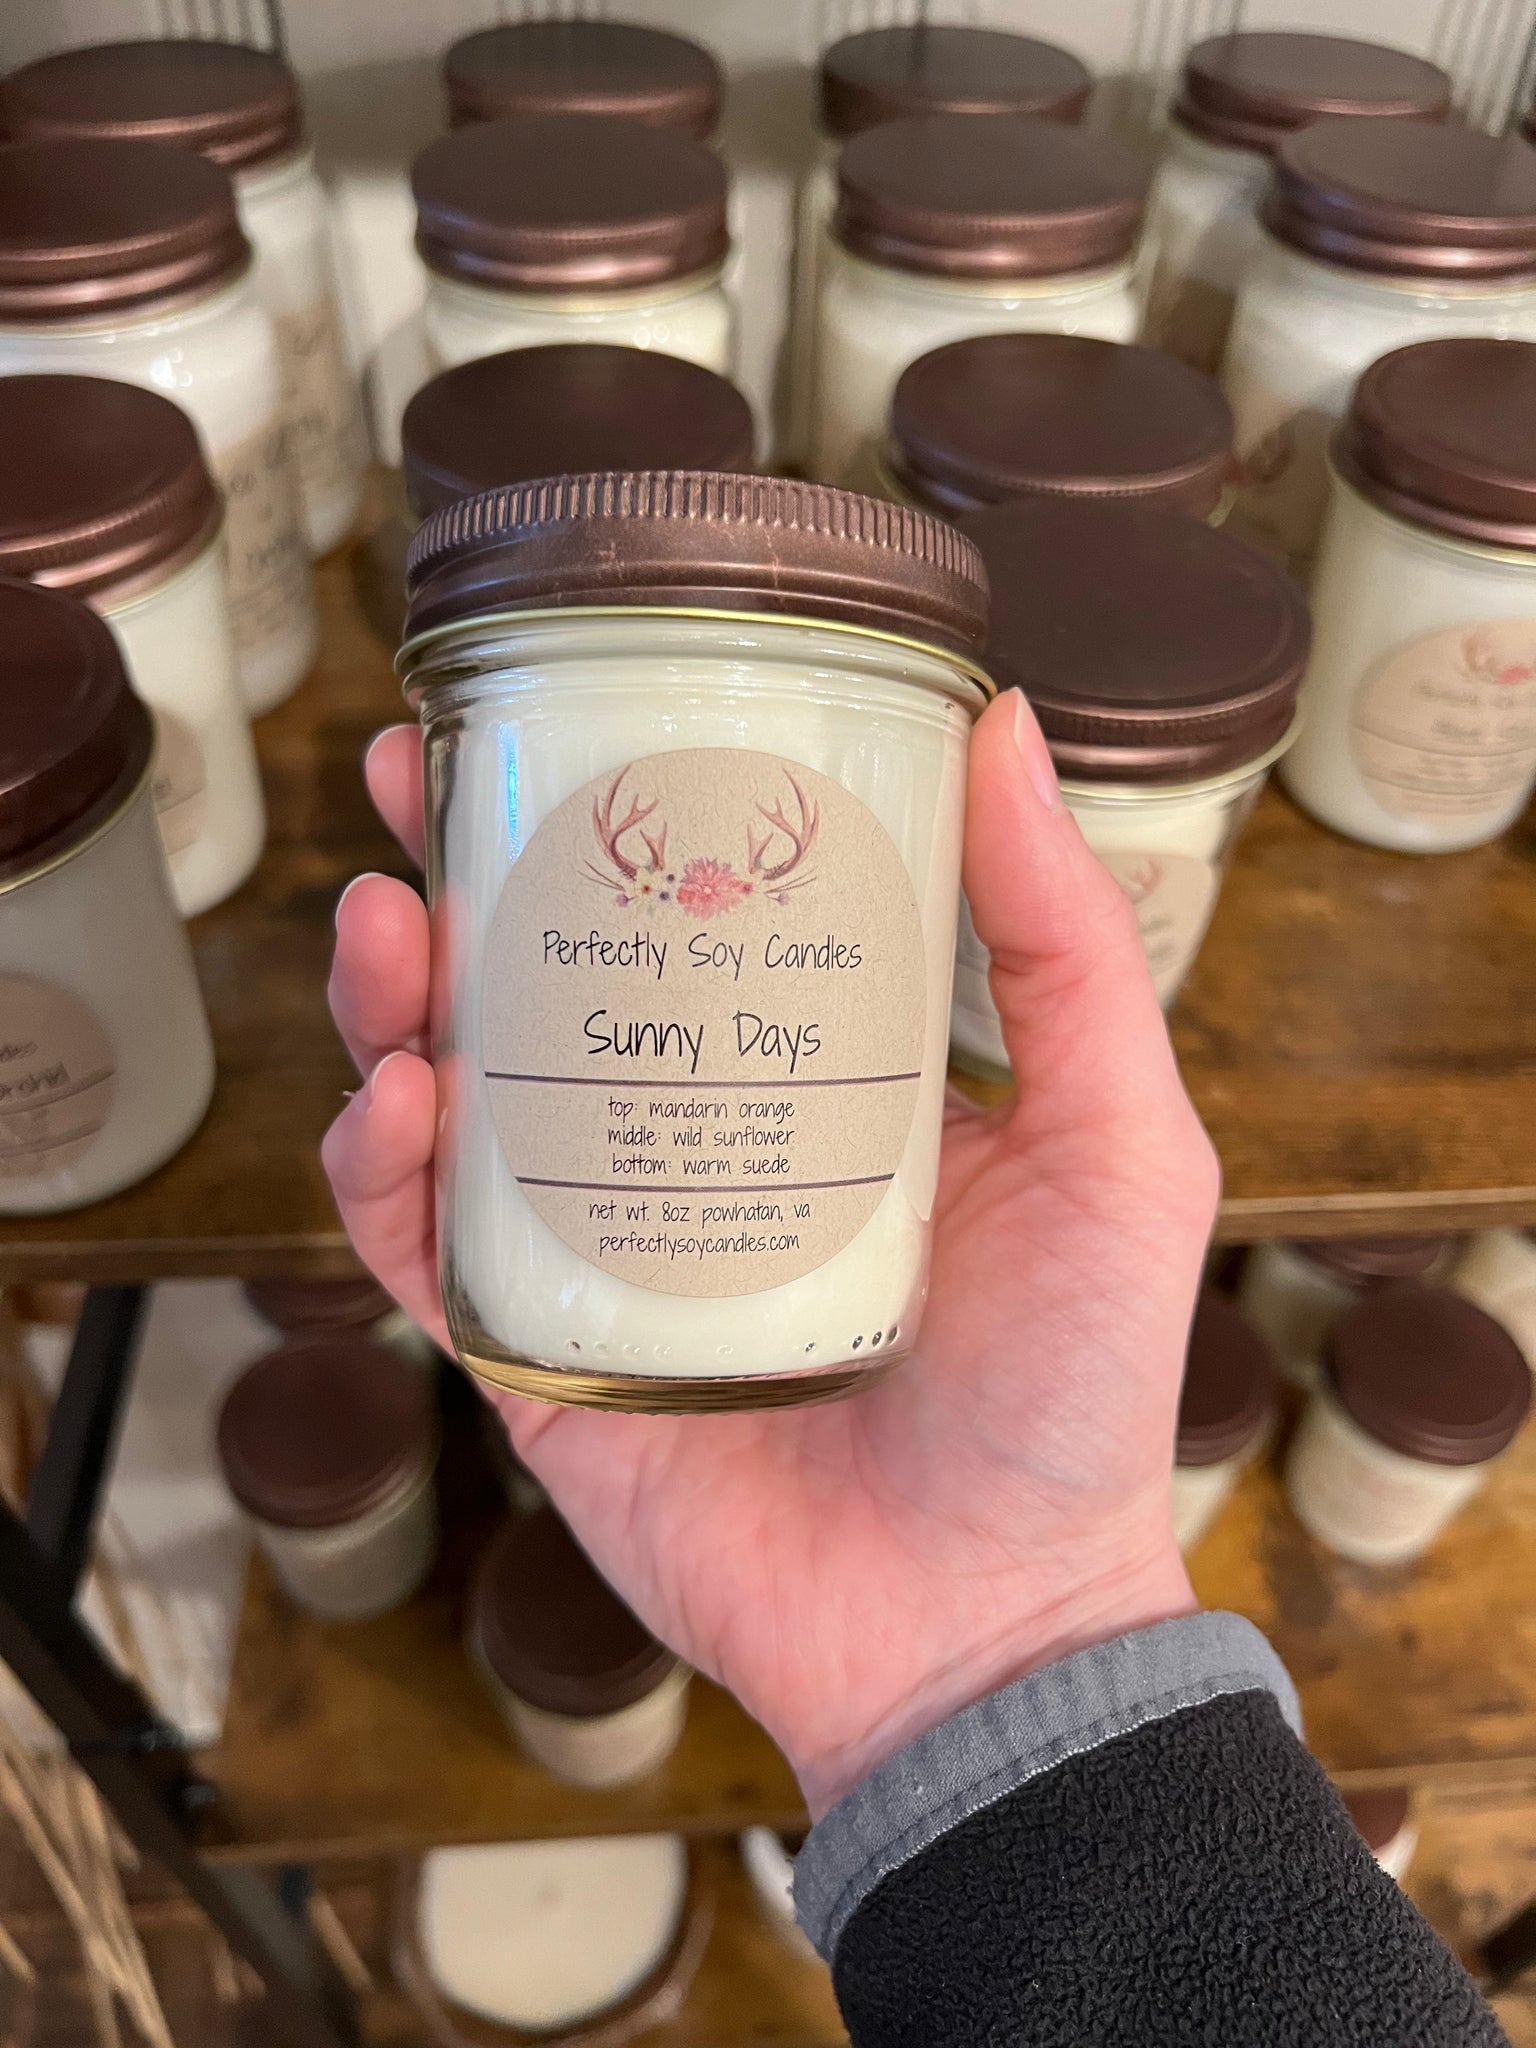 Perfectly Soy Candles
Sunny Days
top: mandarin orange
middle: wild sunflower
bottom: warm suede
net wt. 8oz powhatan, va
perfectlysoycandles.com